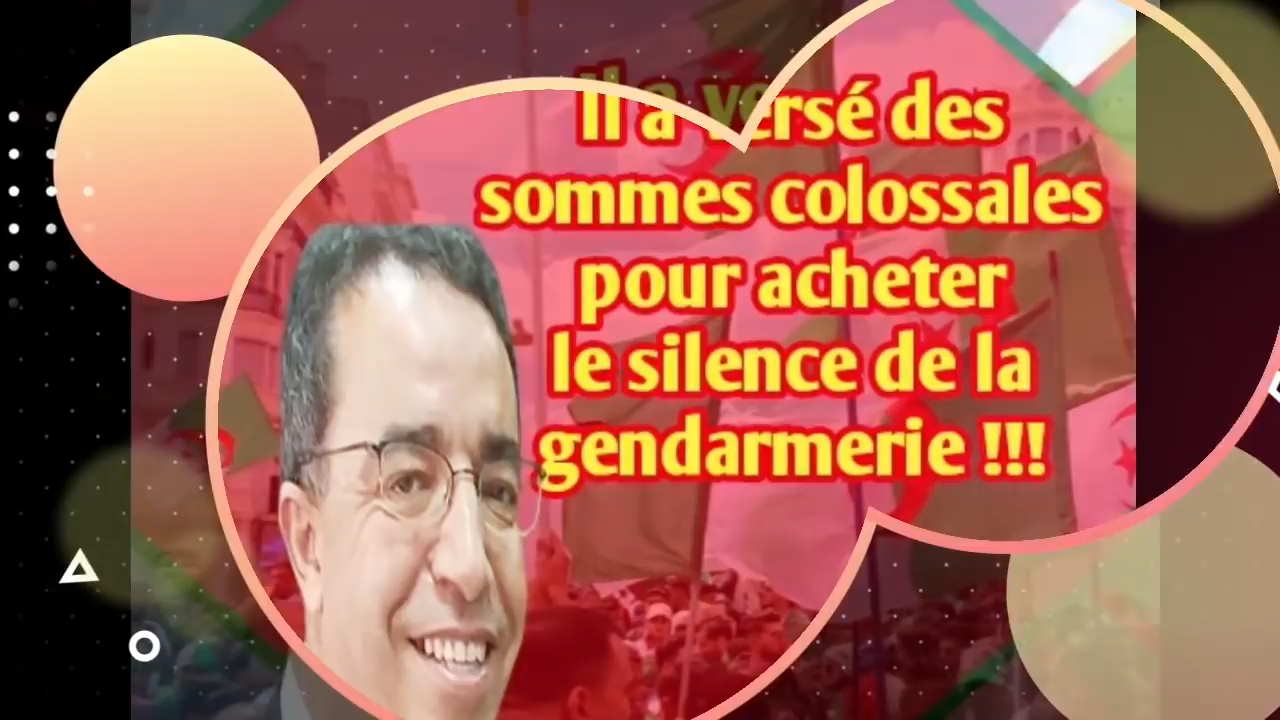 Il a versé des
sommes colossales
pour acheter
le silence de la
gendarmerie !!!